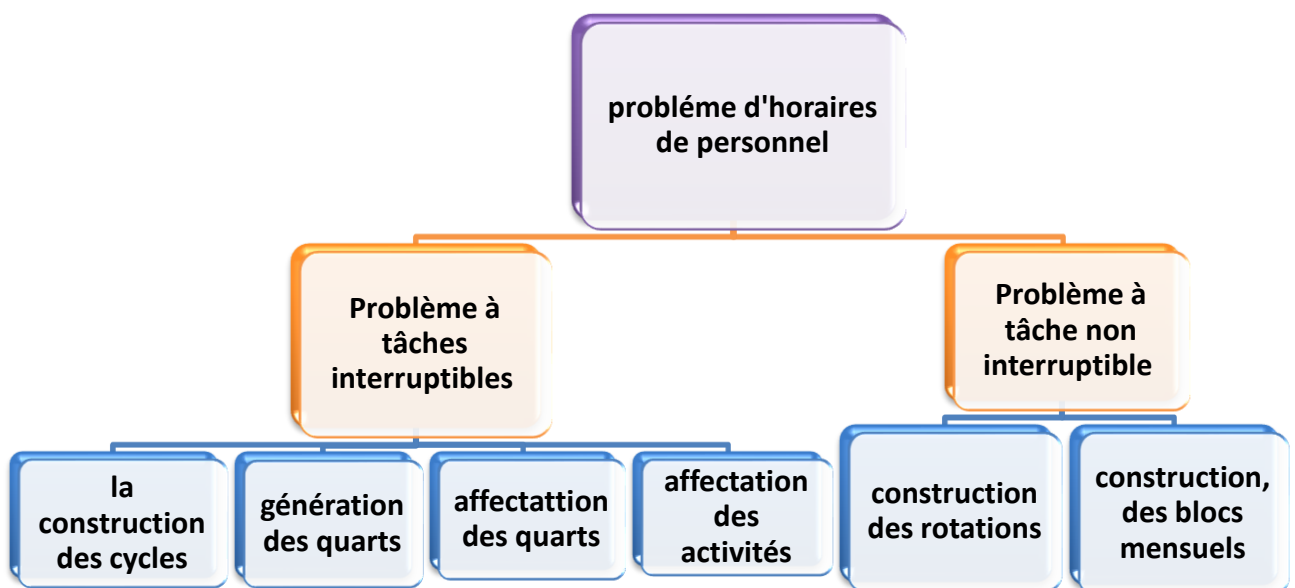 probléme d'horaires
de personnel
Problème à
tâches
interruptibles
Problème à
tâche non
interruptible
la
construction
des cycles
génération
des quarts
affectattion
des quarts
affectation
des
activités
construction
des rotations
construction,
des blocs
mensuels